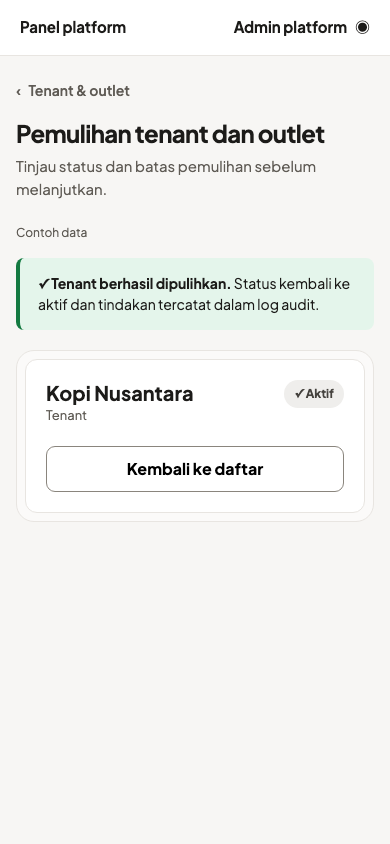 Panel platform
Admin platform
‹ Tenant & outlet
Pemulihan tenant dan outlet
Tinjau status dan batas pemulihan sebelum
melanjutkan.
Contoh data
✓Tenant berhasil dipulihkan. Status kembali ke
aktif dan tindakan tercatat dalam log audit.
Kopi Nusantara
✓Aktif
Tenant
Kembali ke daftar